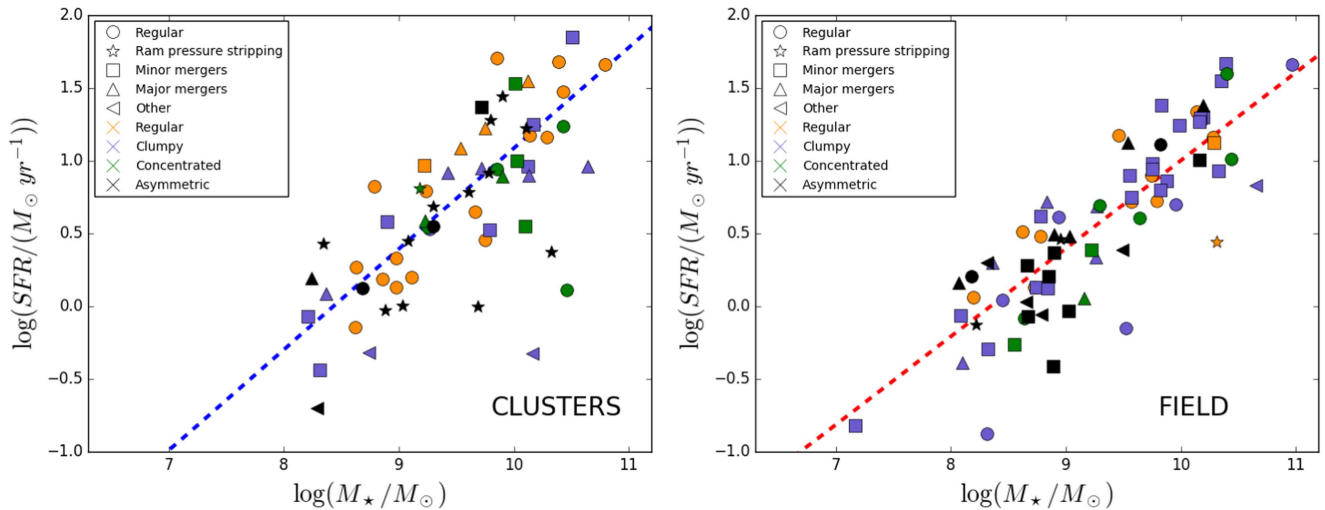 2.0
1.5
1.0
0.5
0.0
−0.5
−1.0
log(SFR/(M⊙ yr⁻¹))
Regular
Ram pressure stripping
Minor mergers
Major mergers
Other
Regular
Clumpy
Concentrated
Asymmetric
CLUSTERS
7 8 9 10 11
log(M⋆/M⊙)
2.0
1.5
1.0
0.5
0.0
−0.5
−1.0
log(SFR/(M⊙ yr⁻¹))
Regular
Ram pressure stripping
Minor mergers
Major mergers
Other
Regular
Clumpy
Concentrated
Asymmetric
FIELD
7 8 9 10 11
log(M⋆/M⊙)